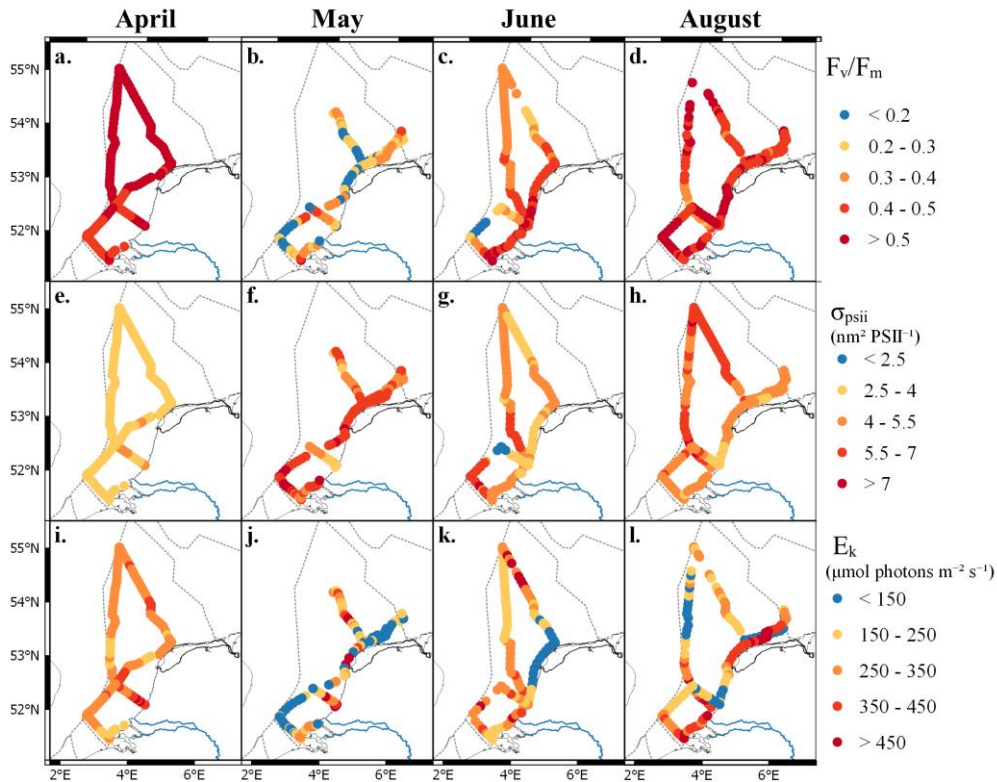 April May June August
55°N a. b. c. d.
54°N
53°N
52°N
Fv/Fm
< 0.2
0.2 - 0.3
0.3 - 0.4
0.4 - 0.5
> 0.5
55°N e. f. g. h.
54°N
53°N
52°N
σpsii
(nm² PSII⁻¹)
< 2.5
2.5 - 4
4 - 5.5
5.5 - 7
> 7
55°N i. j. k. l.
54°N
53°N
52°N
Ek
(μmol photons m⁻² s⁻¹)
< 150
150 - 250
250 - 350
350 - 450
> 450
2°E 4°E 6°E 2°E 4°E 6°E 2°E 4°E 6°E 2°E 4°E 6°E